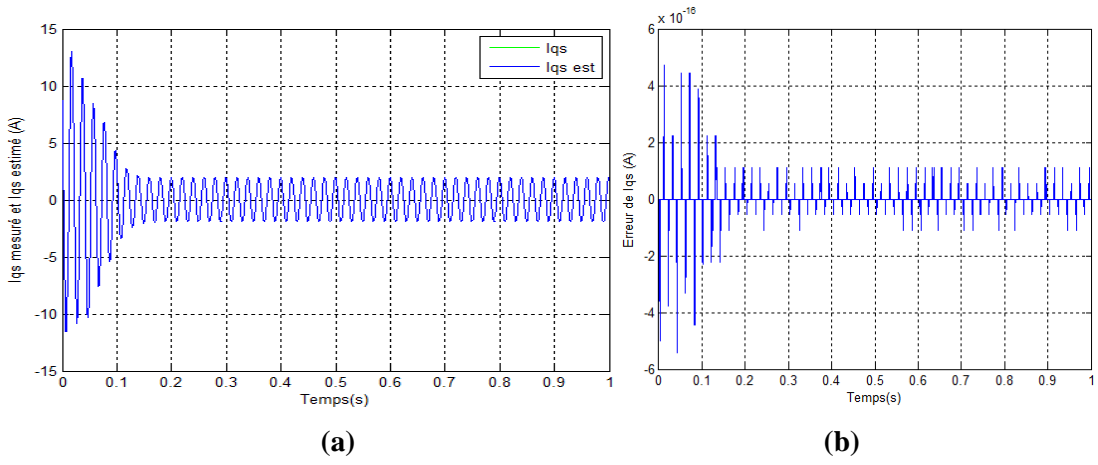 15
10
5
0
-5
-10
-15
0 0.1 0.2 0.3 0.4 0.5 0.6 0.7 0.8 0.9 1
Temps(s)
Iqs mesuré et Iqs estimé (A)
Iqs
Iqs est
(a)
x 10^-16
6
4
2
0
-2
-4
-6
0 0.1 0.2 0.3 0.4 0.5 0.6 0.7 0.8 0.9 1
Temps(s)
Erreur de Iqs (A)
(b)